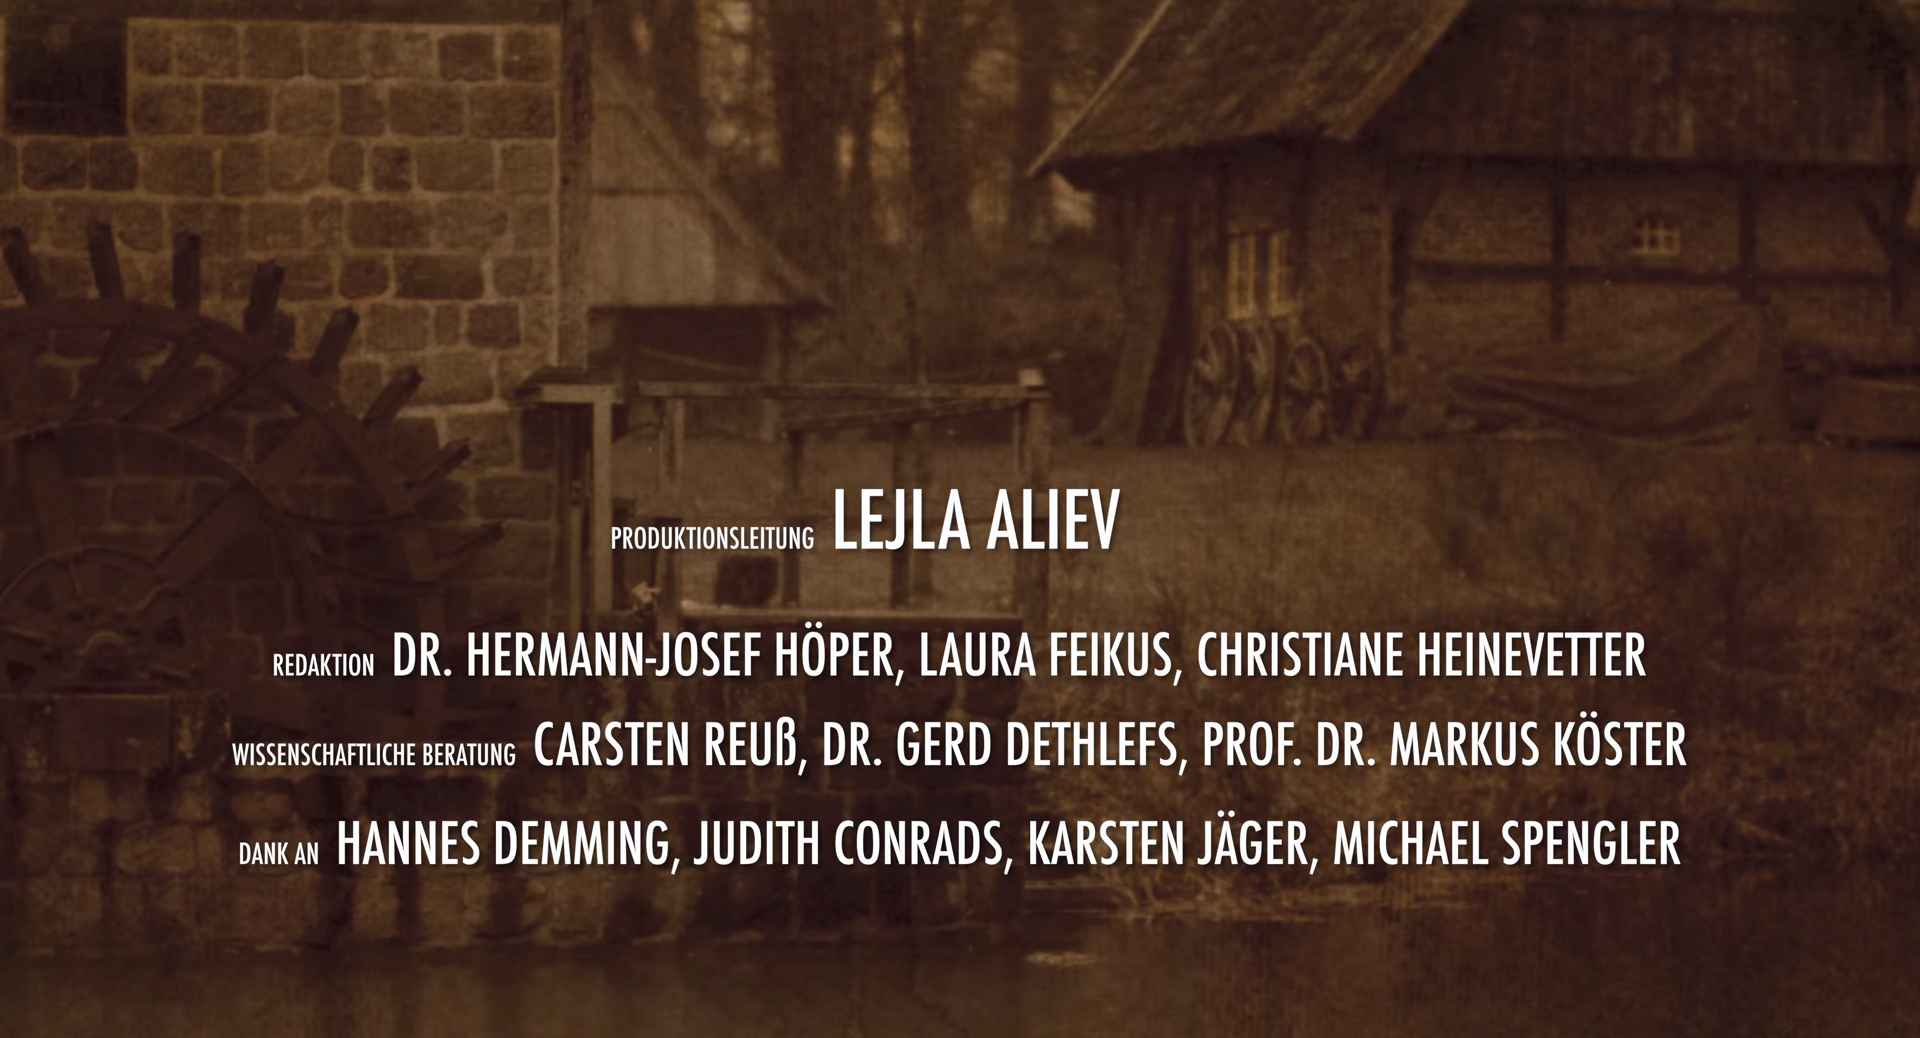 PRODUKTIONSLEITUNG LEJLA ALIEV
REDAKTION DR. HERMANN-JOSEF HÖPER, LAURA FEIKUS, CHRISTIANE HEINEVETTER
WISSENSCHAFTLICHE BERATUNG CARSTEN REUß, DR. GERD DETHLEFS, PROF. DR. MARKUS KÖSTER
DANK AN HANNES DEMMING, JUDITH CONRADS, KARSTEN JÄGER, MICHAEL SPENGLER